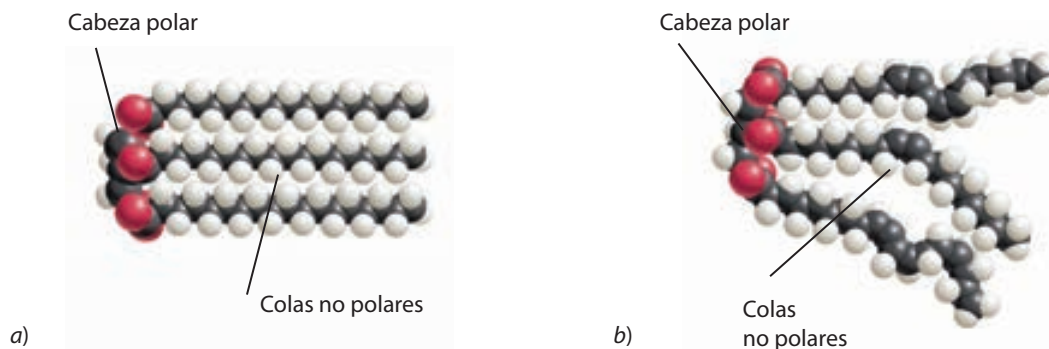 Cabeza polar
Colas no polares
a)
Cabeza polar
Colas
no polares
b)